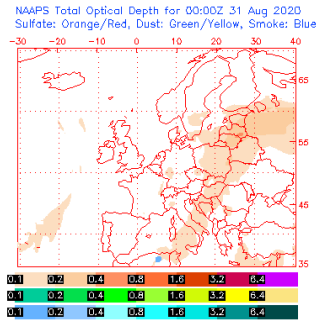 NAAPS Total Optical Depth for 00:00Z 31 Aug 2020
Sulfate: Orange/Red, Dust: Green/Yellow, Smoke: Blue
-30 -20 -10 0 10 20 30 40
65
55
45
35
0.1 0.2 0.4 0.8 1.6 3.2 6.4
0.1 0.2 0.4 0.8 1.6 3.2 6.4
0.1 0.2 0.4 0.8 1.6 3.2 6.4